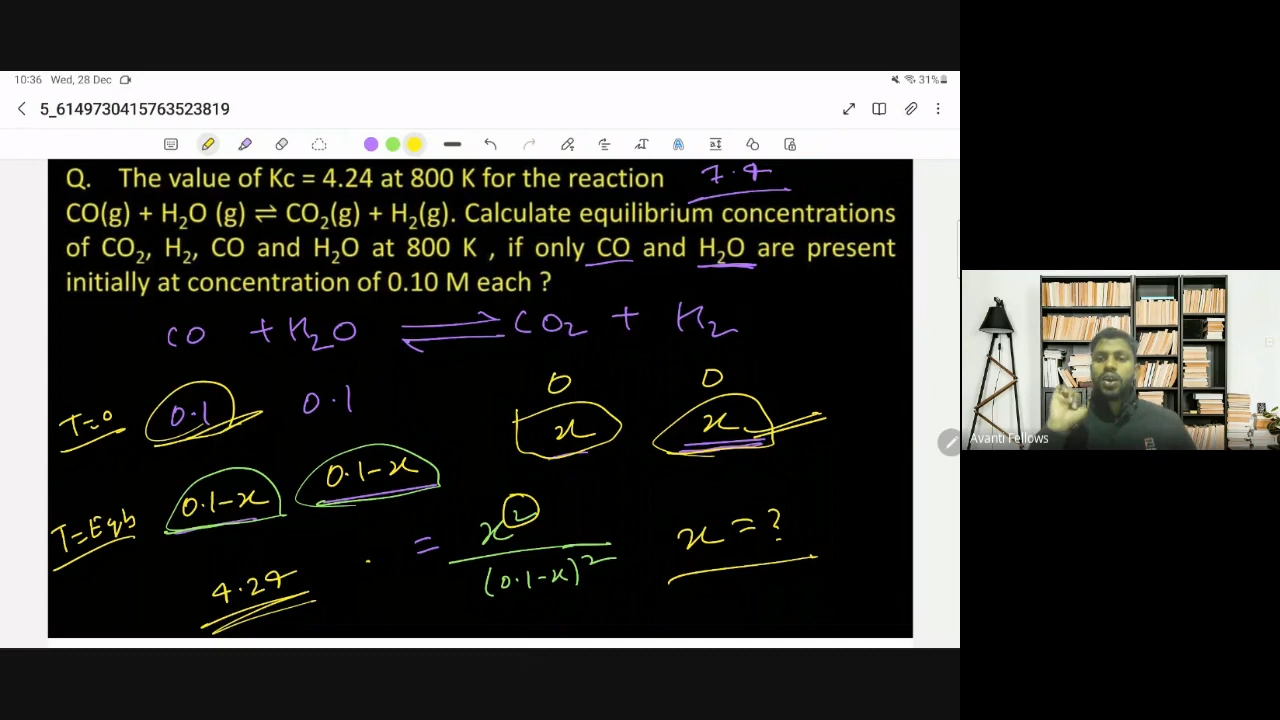 10:36 Wed, 28 Dec
31%
5_6149730415763523819
Q. The value of Kc = 4.24 at 800 K for the reaction 7.4
CO(g) + H₂O (g) ⇌ CO₂(g) + H₂(g). Calculate equilibrium concentrations
of CO₂, H₂, CO and H₂O at 800 K , if only CO and H₂O are present
initially at concentration of 0.10 M each ?
CO + H₂O ⇌ CO₂ + H₂
0 0
T=0 0.1 0.1 x x
T=Eqb 0.1-x 0.1-x
4.24 = x² / (0.1-x)² x = ?
Avanti Fellows